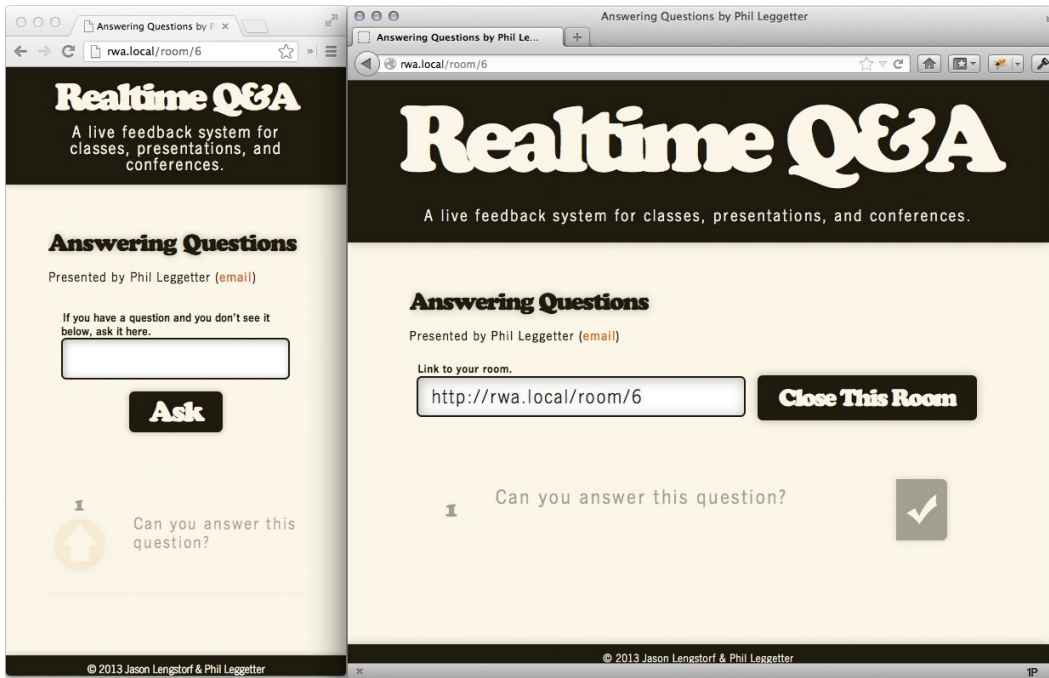 Answering Questions by P
rwa.local/room/6
Realtime Q&A
A live feedback system for
classes, presentations, and
conferences.
Answering Questions
Presented by Phil Leggetter (email)
If you have a question and you don't see it
below, ask it here.
Ask
1
Can you answer this
question?
© 2013 Jason Lengstorf & Phil Leggetter
Answering Questions by Phil Leggetter
Answering Questions by Phil Le...
rwa.local/room/6
Realtime Q&A
A live feedback system for classes, presentations, and conferences.
Answering Questions
Presented by Phil Leggetter (email)
Link to your room.
http://rwa.local/room/6
Close This Room
1
Can you answer this question?
© 2013 Jason Lengstorf & Phil Leggetter
1P